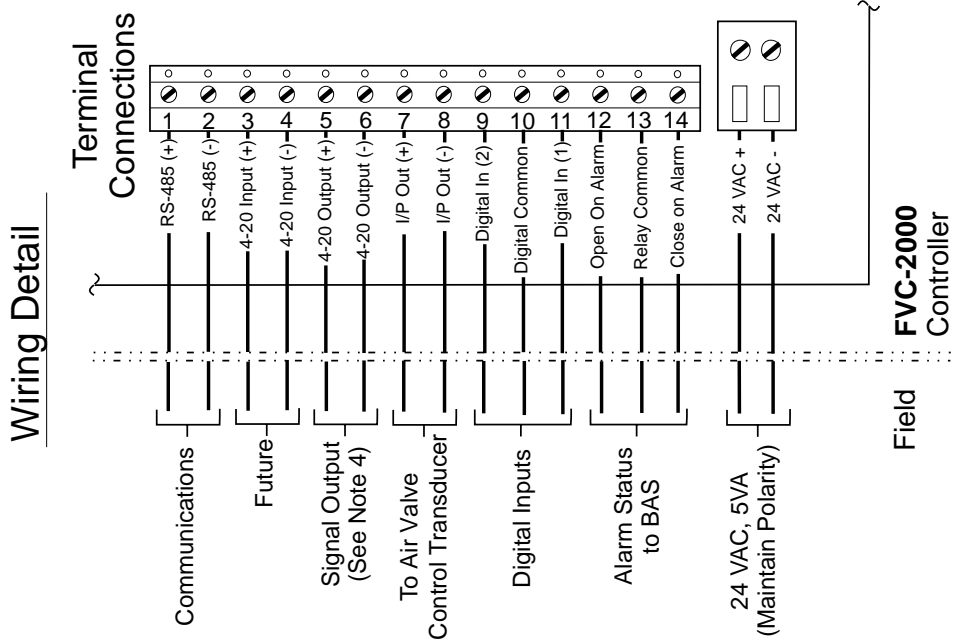 Wiring Detail
Terminal
Connections
1 2 3 4 5 6 7 8 9 10 11 12 13 14
RS-485 (+)
RS-485 (-)
4-20 Input (+)
4-20 Input (-)
4-20 Output (+)
4-20 Output (-)
I/P Out (+)
I/P Out (-)
Digital In (2)
Digital Common
Digital In (1)
Open On Alarm
Relay Common
Close on Alarm
24 VAC +
24 VAC -
FVC-2000
Controller
Field
Communications
Future
Signal Output
(See Note 4)
To Air Valve
Control Transducer
Digital Inputs
Alarm Status
to BAS
24 VAC, 5VA
(Maintain Polarity)